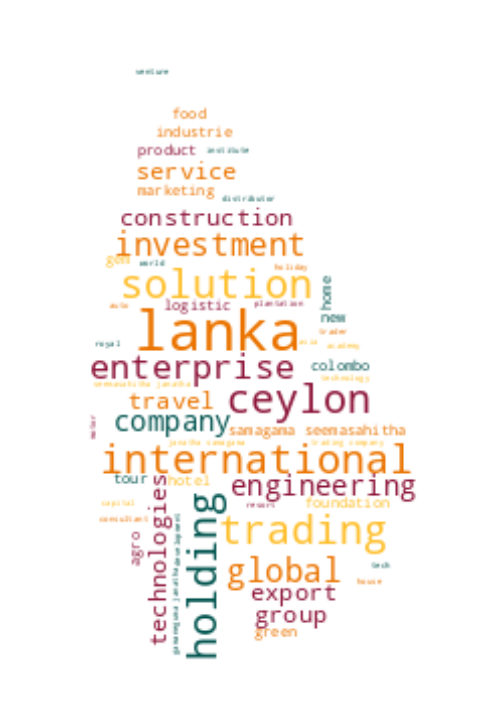 venture
food
industrie
product institute
service
marketing
distributor
construction
investment
gem world holiday
solution
home
auto logistic plantation
new
lanka
trader
royal asia academy
enterprise colombo
technology
seemasahitha janatha
travel ceylon
company
motor samagama seemasahitha
janatha samagama trading company
international
tour hotel engineering
technologies
capital resort foundation
consultant
holding
trading
agro
development
global tech
house
export
group
green